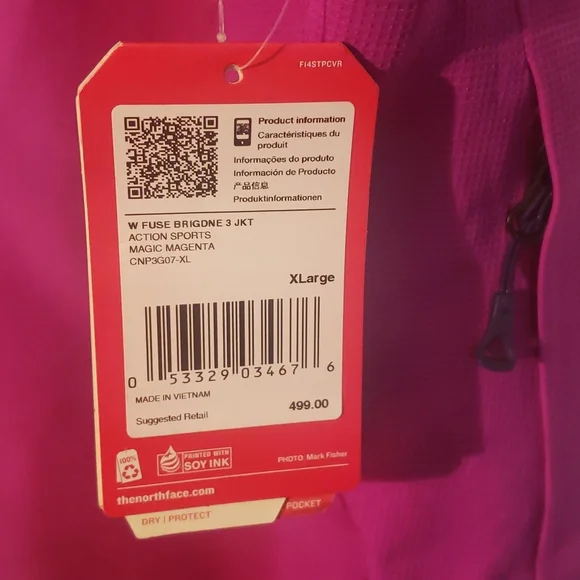 FI4STPCVR
Product information
Caractéristiques du
produit
Informações do produto
Información de Producto
产品信息
Produktinformationen
W FUSE BRIGDNE 3 JKT
ACTION SPORTS
MAGIC MAGENTA
CNP3G07-XL
XLarge
0 53329 03467 6
MADE IN VIETNAM
Suggested Retail 499.00
100%
PRINTED WITH
SOY INK
PHOTO: Mark Fisher
thenorthface.com
POCKET
DRY | PROTECT